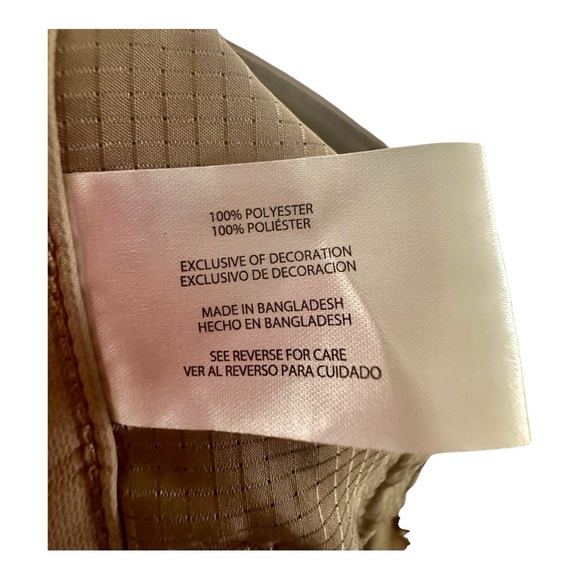 100% POLYESTER
100% POLIÉSTER
EXCLUSIVE OF DECORATION
EXCLUSIVO DE DECORACION
MADE IN BANGLADESH
HECHO EN BANGLADESH
SEE REVERSE FOR CARE
VER AL REVERSO PARA CUIDADO